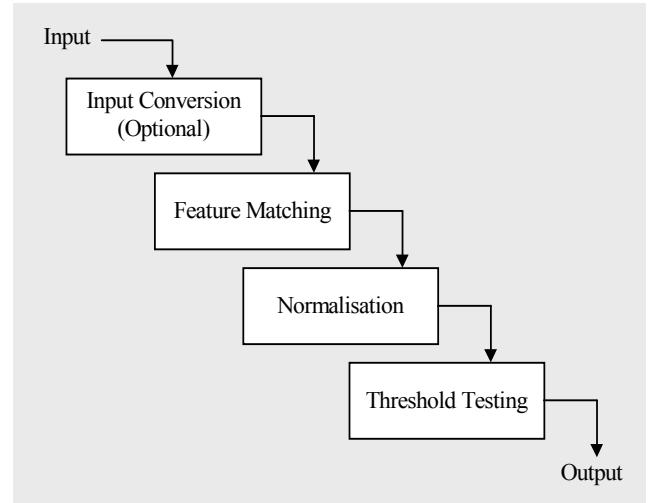 Input
Input Conversion
(Optional)
Feature Matching
Normalisation
Threshold Testing
Output